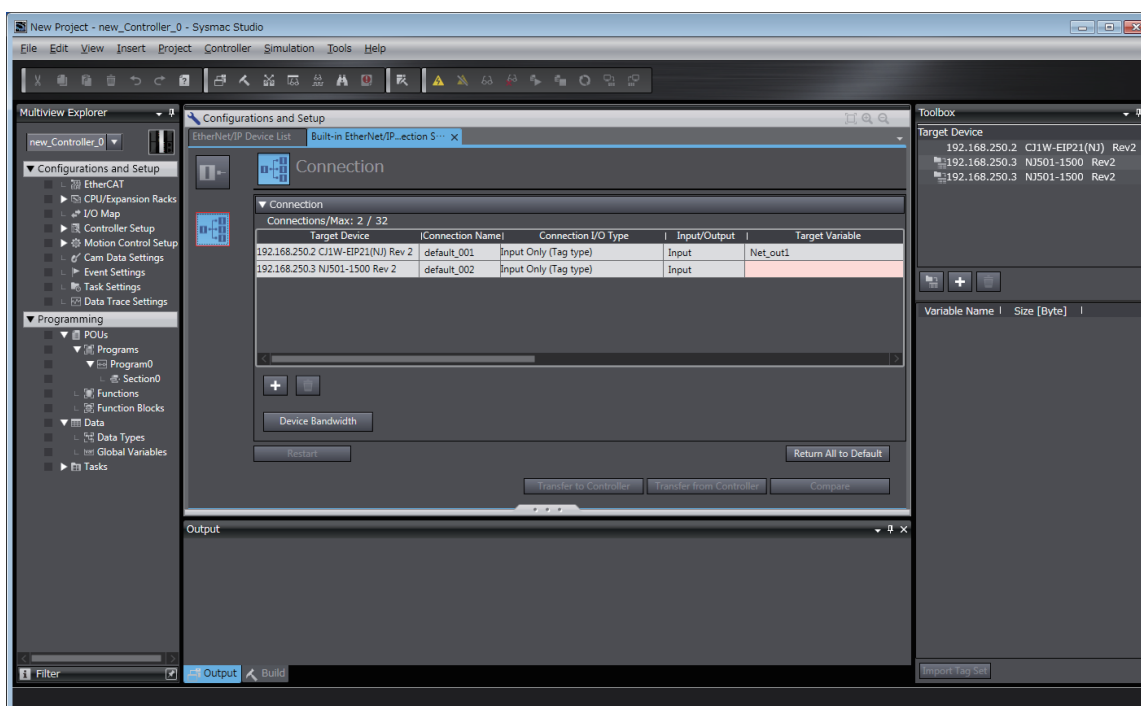 New Project - new_Controller_0 - Sysmac Studio
File Edit View Insert Project Controller Simulation Tools Help
Multiview Explorer
new_Controller_0
Configurations and Setup
EtherCAT
CPU/Expansion Racks
I/O Map
Controller Setup
Motion Control Setup
Cam Data Settings
Event Settings
Task Settings
Data Trace Settings
Programming
POUs
Programs
Program0
Section0
Functions
Function Blocks
Data
Data Types
Global Variables
Tasks
Filter
Configurations and Setup
EtherNet/IP Device List Built-in EtherNet/IP...ection S...
Connection
Connection
Connections/Max: 2 / 32
Target Device Connection Name Connection I/O Type Input/Output Target Variable
192.168.250.2 CJ1W-EIP21(NJ) Rev 2 default_001 Input Only (Tag type) Input Net_out1
192.168.250.3 NJ501-1500 Rev 2 default_002 Input Only (Tag type) Input
+
Device Bandwidth
Restart Return All to Default
Transfer to Controller Transfer from Controller Compare
Output
Output Build
Toolbox
Target Device
192.168.250.2 CJ1W-EIP21(NJ) Rev2
192.168.250.3 NJ501-1500 Rev2
192.168.250.3 NJ501-1500 Rev2
+
Variable Name Size [Byte]
Import Tag Set